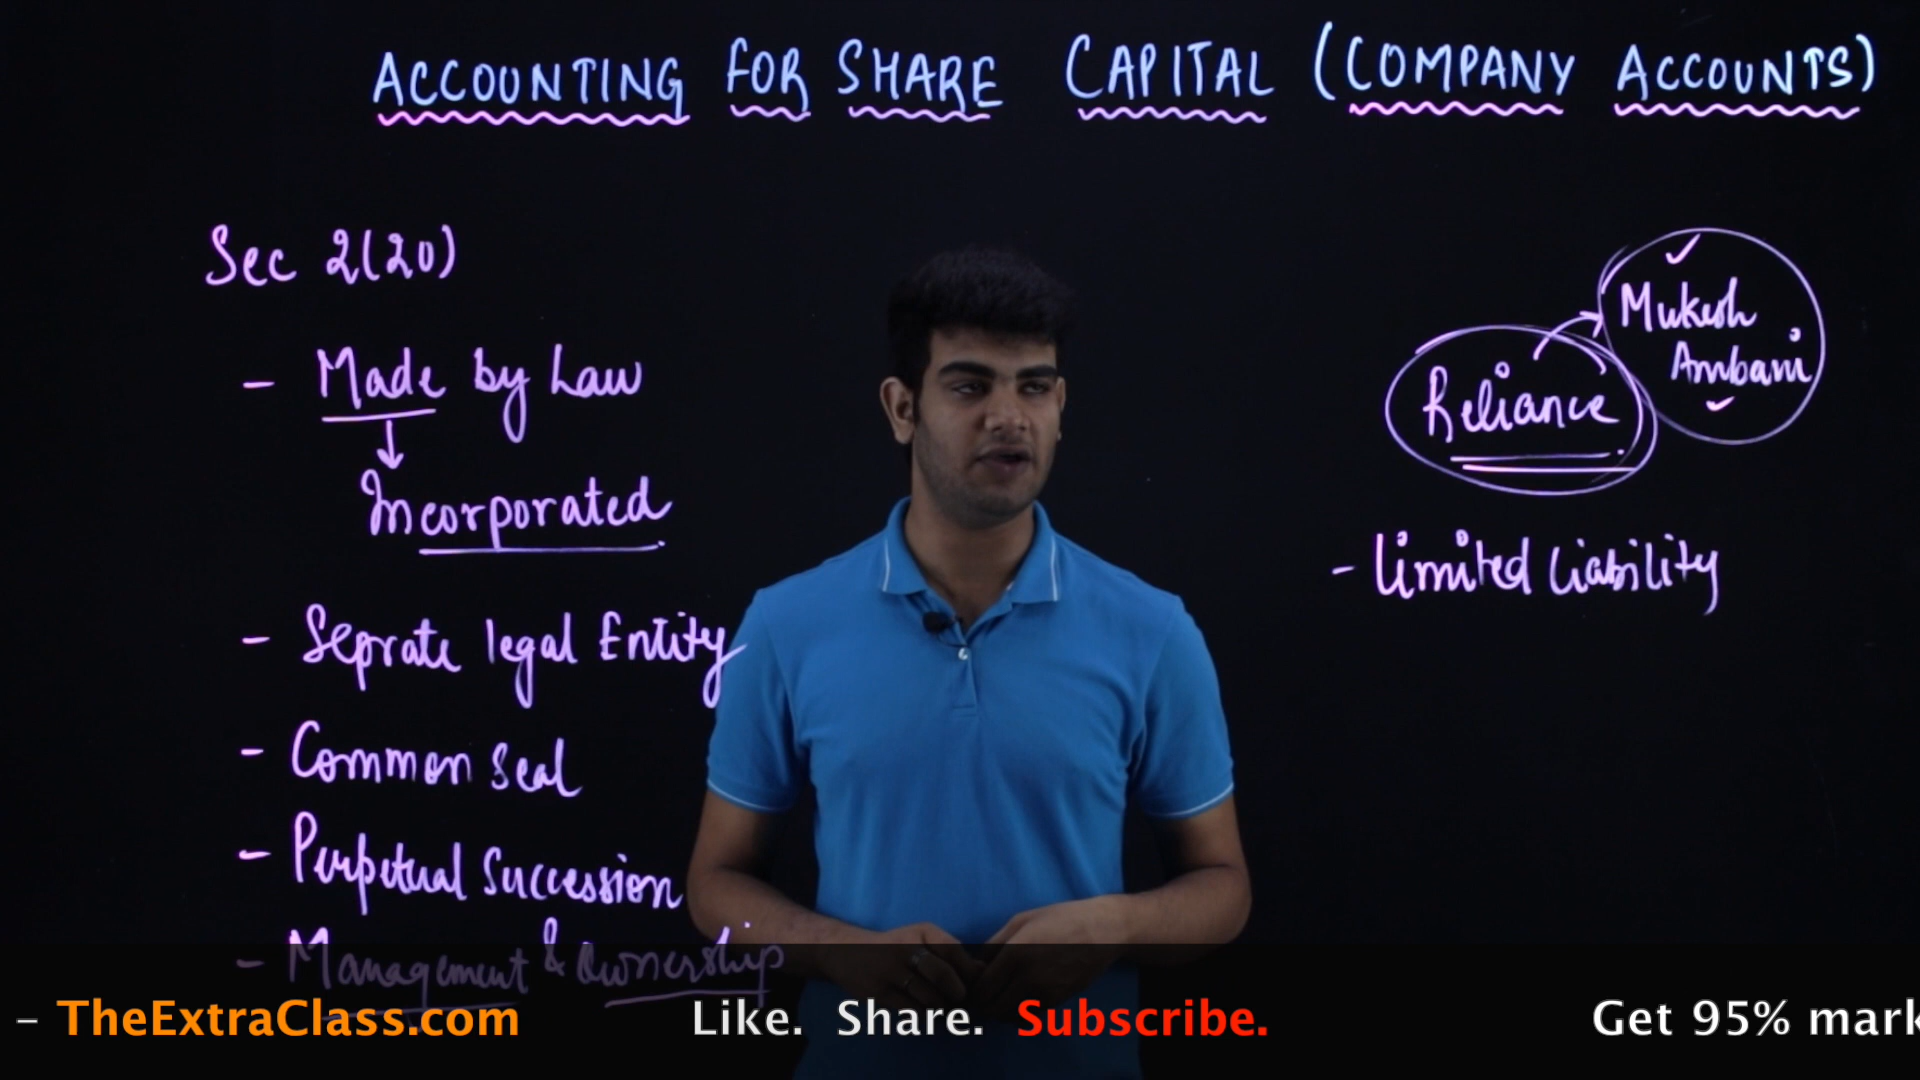 ACCOUNTING FOR SHARE CAPITAL (COMPANY ACCOUNTS)
Sec 2(20)
- Made by Law
Incorporated
- Seprate legal Entity
- Common Seal
- Perpetual Succession
- Management & Ownership
Mukesh
Ambani
Reliance
- Limited Liability
- TheExtraClass.com Like. Share. Subscribe. Get 95% mark